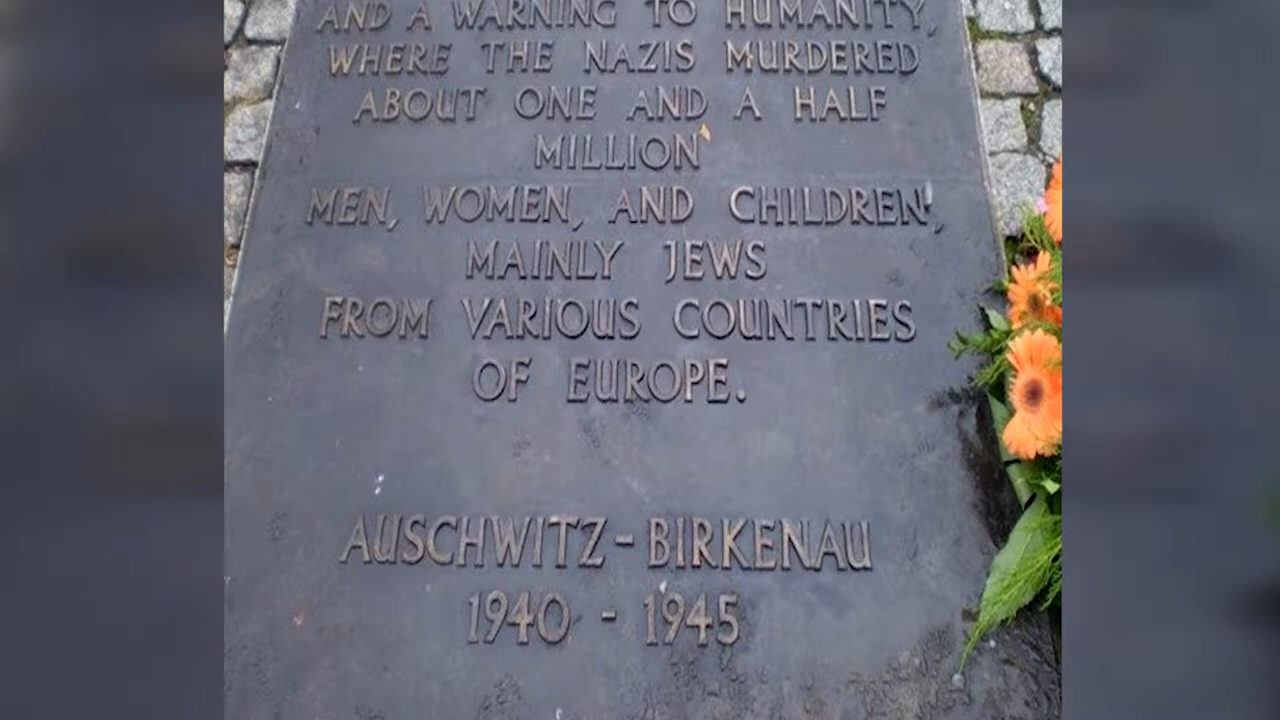 AND A WARNING TO HUMANITY,
WHERE THE NAZIS MURDERED
ABOUT ONE AND A HALF
MILLION
MEN, WOMEN, AND CHILDREN,
MAINLY JEWS
FROM VARIOUS COUNTRIES
OF EUROPE.
AUSCHWITZ-BIRKENAU
1940 - 1945